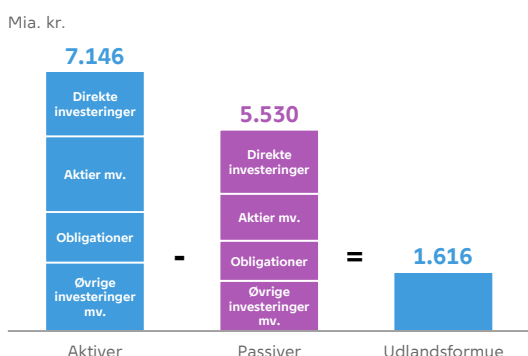 Mia. kr.
7.146
Direkte
investeringer
Aktier mv.
Obligationer
Øvrige
investeringer
mv.
-
5.530
Direkte
investeringer
Aktier mv.
Obligationer
Øvrige
investeringer
mv.
=
1.616
Aktiver
Passiver
Udlandsformue